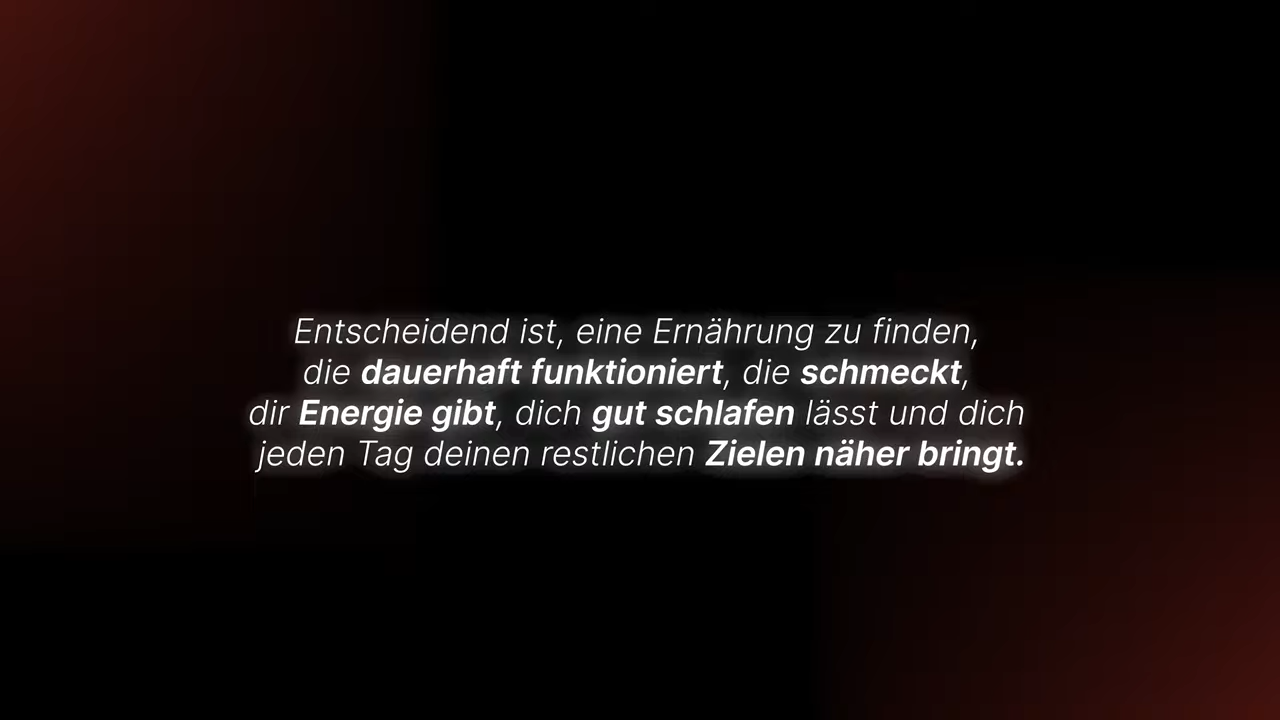 Entscheidend ist, eine Ernährung zu finden,
die dauerhaft funktioniert, die schmeckt,
dir Energie gibt, dich gut schlafen lässt und dich
jeden Tag deinen restlichen Zielen näher bringt.